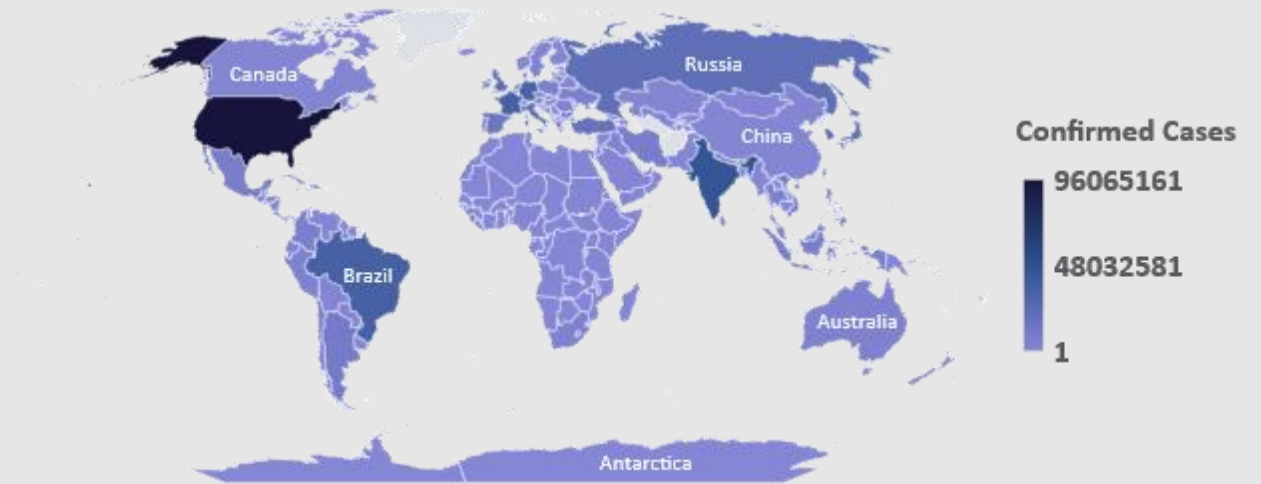 Canada
Russia
China
Brazil
Australia
Antarctica
Confirmed Cases
96065161
48032581
1